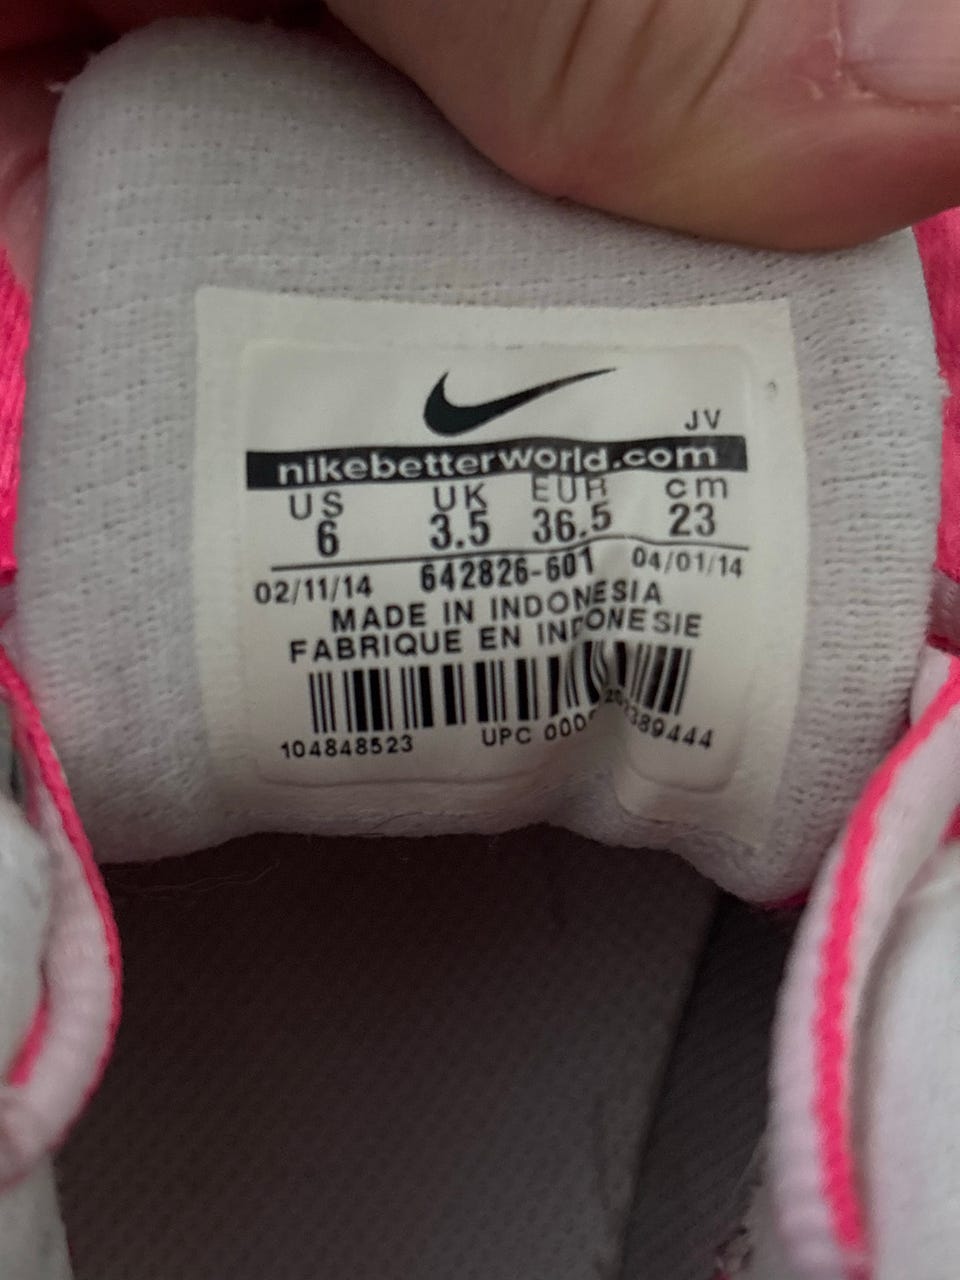 JV
nikebetterworld.com
US UK EUR cm
6 3.5 36.5 23
02/11/14 642826-601 04/01/14
MADE IN INDONESIA
FABRIQUE EN INDONESIE
104848523 UPC